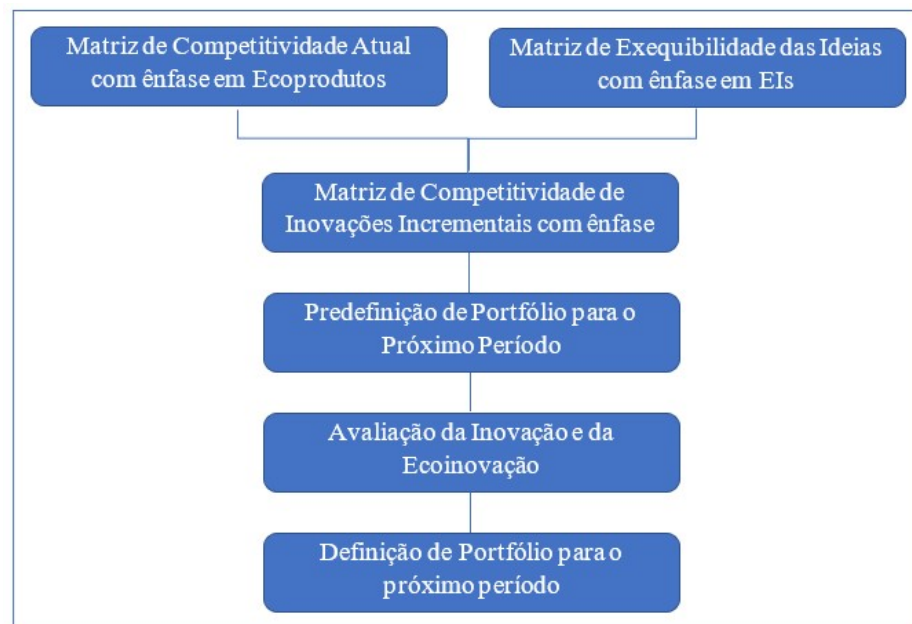 Matriz de Competitividade Atual
com ênfase em Ecoprodutos
Matriz de Exequibilidade das Ideias
com ênfase em EIs
Matriz de Competitividade de
Inovações Incrementais com ênfase
Predefinição de Portfólio para o
Próximo Período
Avaliação da Inovação e da
Ecoinovação
Definição de Portfólio para o
próximo período